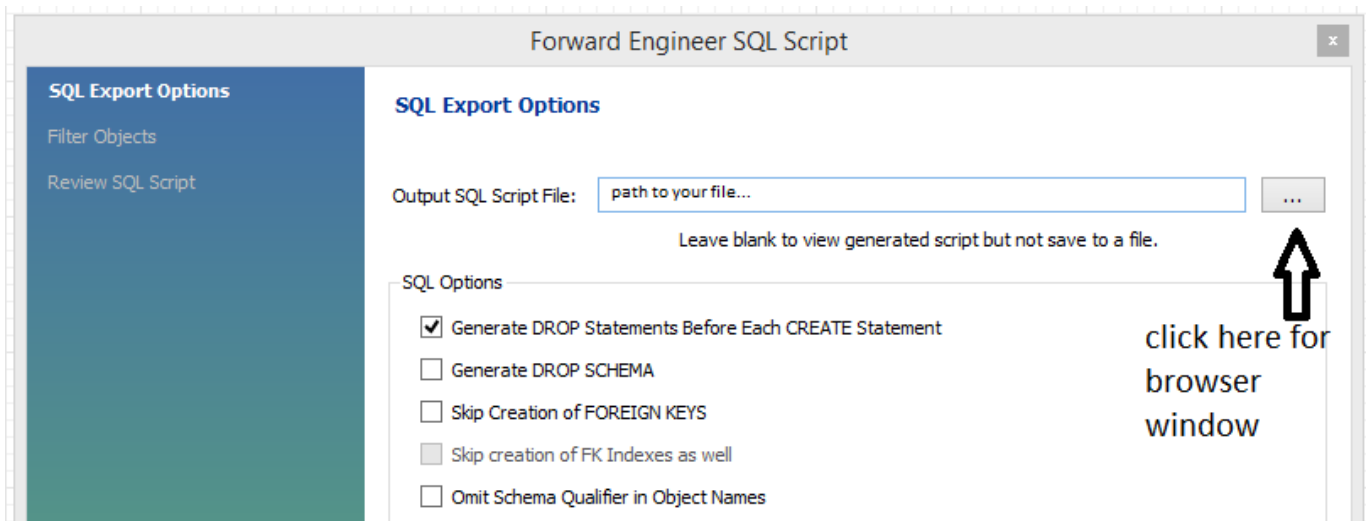 Forward Engineer SQL Script
x
SQL Export Options
Filter Objects
Review SQL Script
SQL Export Options
Output SQL Script File:
path to your file...
...
Leave blank to view generated script but not save to a file.
SQL Options
Generate DROP Statements Before Each CREATE Statement
Generate DROP SCHEMA
Skip Creation of FOREIGN KEYS
Skip creation of FK Indexes as well
Omit Schema Qualifier in Object Names
click here for
browser
window